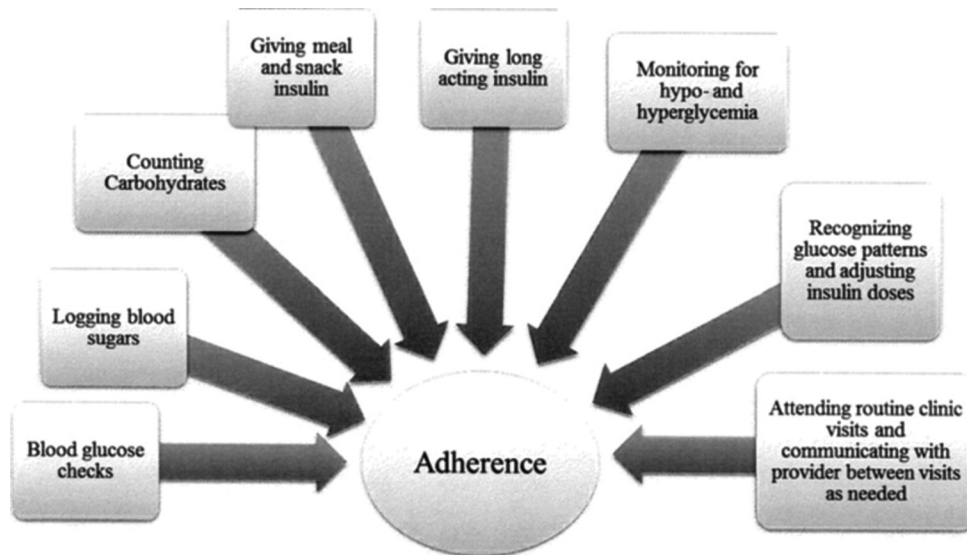 Giving meal
and snack
insulin
Giving long
acting insulin
Monitoring for
hypo- and
hyperglycemia
Counting
Carbohydrates
Recognizing
glucose patterns
and adjusting
insulin doses
Logging blood
sugars
Blood glucose
checks
Adherence
Attending routine clinic
visits and
communicating with
provider between visits
as needed